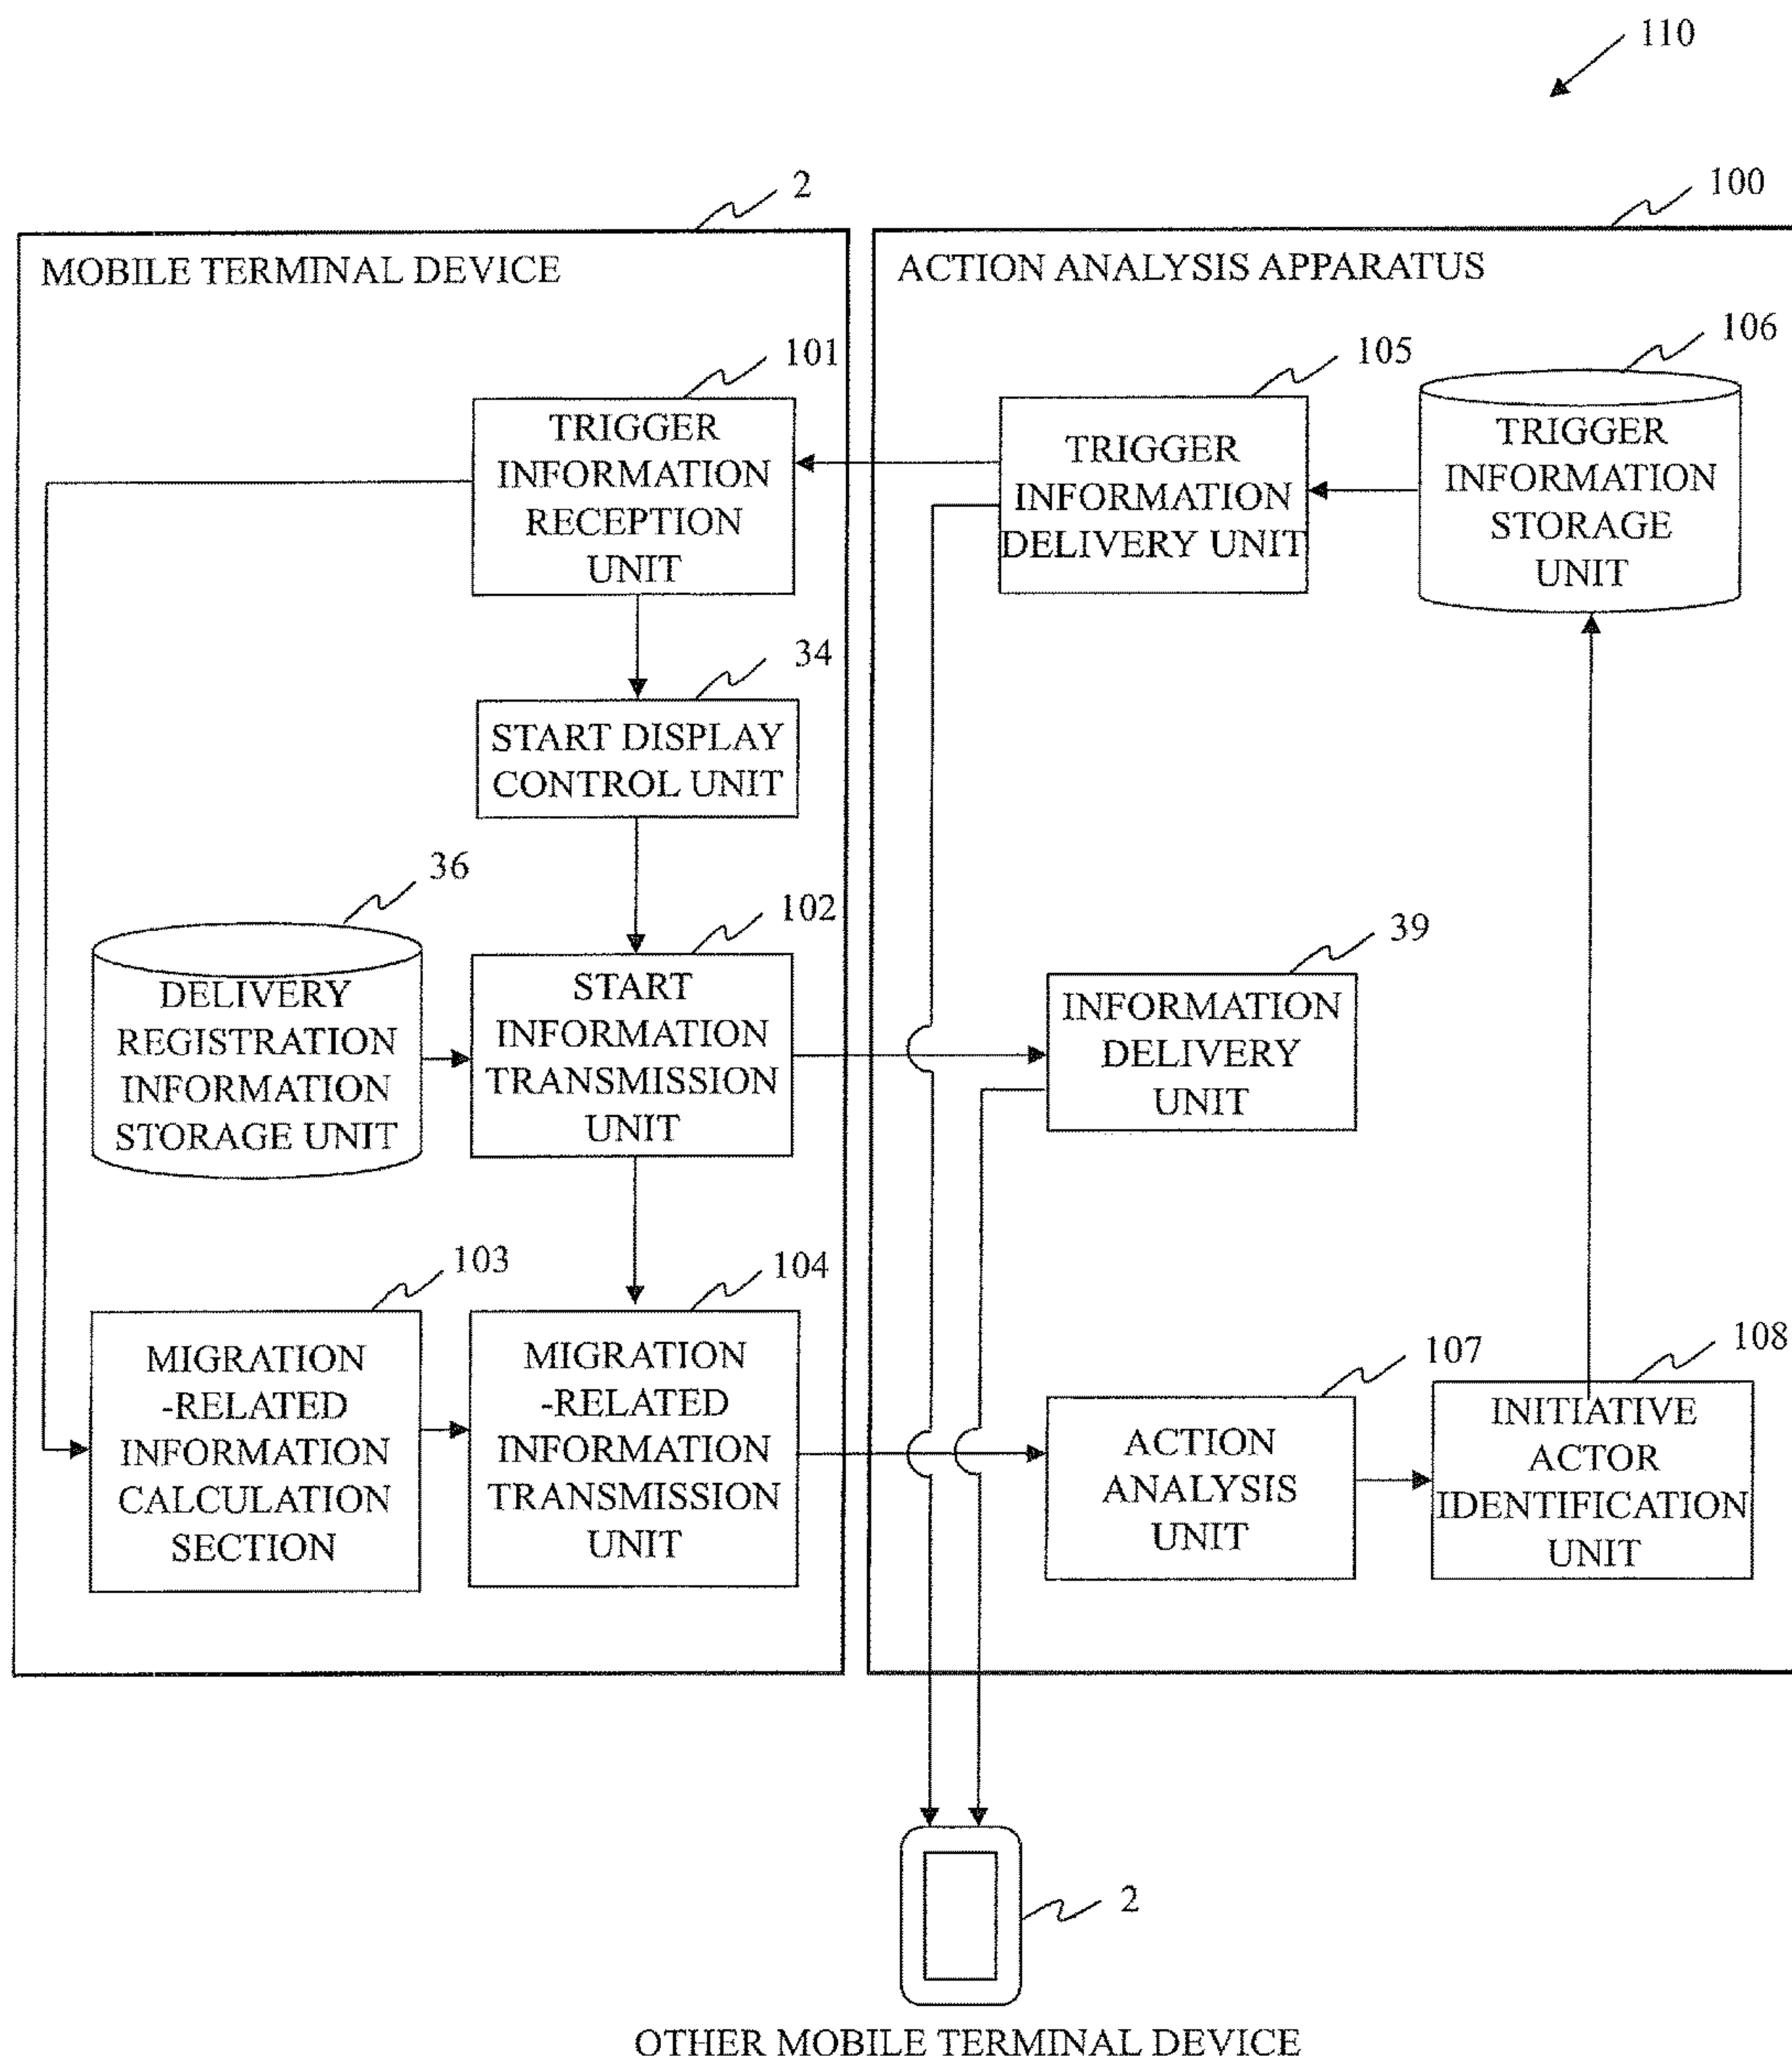 110
2
100
MOBILE TERMINAL DEVICE
ACTION ANALYSIS APPARATUS
101
TRIGGER
INFORMATION
RECEPTION
UNIT
105
TRIGGER
INFORMATION
DELIVERY UNIT
106
TRIGGER
INFORMATION
STORAGE
UNIT
34
START DISPLAY
CONTROL UNIT
36
DELIVERY
REGISTRATION
INFORMATION
STORAGE UNIT
102
START
INFORMATION
TRANSMISSION
UNIT
39
INFORMATION
DELIVERY
UNIT
103
MIGRATION
-RELATED
INFORMATION
CALCULATION
SECTION
104
MIGRATION
-RELATED
INFORMATION
TRANSMISSION
UNIT
107
ACTION
ANALYSIS
UNIT
108
INITIATIVE
ACTOR
IDENTIFICATION
UNIT
2
OTHER MOBILE TERMINAL DEVICE